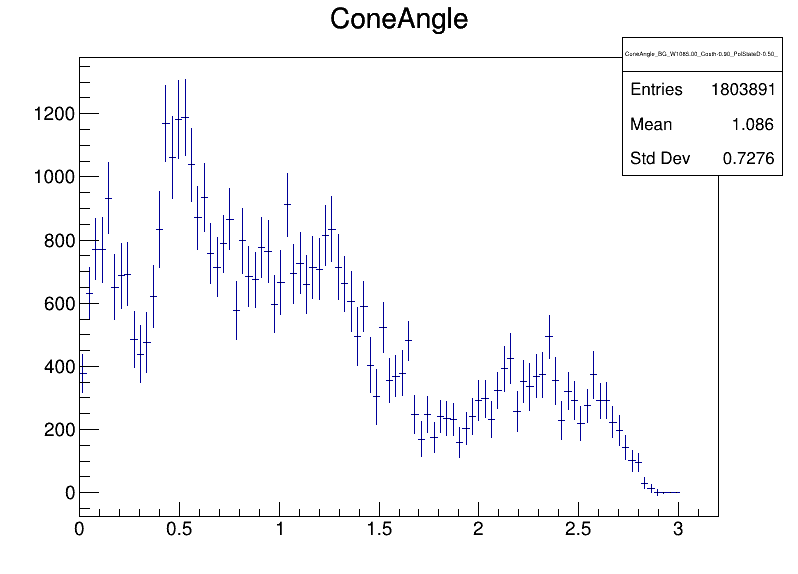 ConeAngle
ConeAngle_BG_W1085.00_Costh-0.90_PolStateD-0.50_
Entries 1803891
Mean 1.086
Std Dev 0.7276
1200
1000
800
600
400
200
0
0 0.5 1 1.5 2 2.5 3